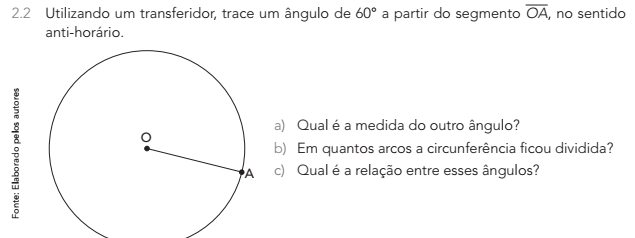 2.2 Utilizando um transferidor, trace um ângulo de 60° a partir do segmento O̅A̅, no sentido
anti-horário.
Fonte: Elaborado pelos autores
O
A
a) Qual é a medida do outro ângulo?
b) Em quantos arcos a circunferência ficou dividida?
c) Qual é a relação entre esses ângulos?